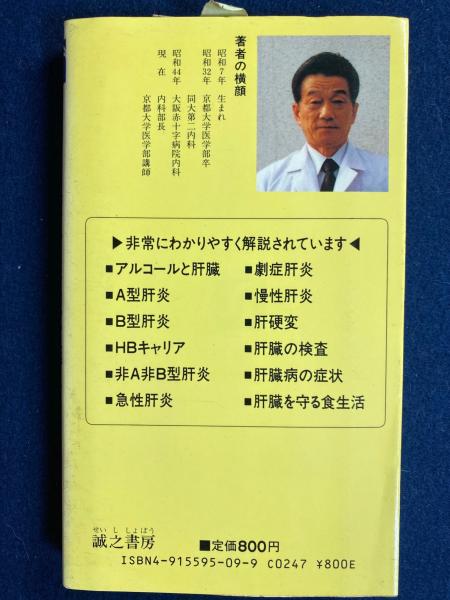 著者の横顔
昭和7年 生まれ
昭和32年 京都大学医学部卒
同大第二内科
昭和44年 大阪赤十字病院内科
現在 内科部長
京都大学医学部講師
▶非常にわかりやすく解説されています◀
■アルコールと肝臓
■A型肝炎
■B型肝炎
■HBキャリア
■非A非B型肝炎
■急性肝炎
■劇症肝炎
■慢性肝炎
■肝硬変
■肝臓の検査
■肝臓病の症状
■肝臓を守る食生活
せいししょぼう
誠之書房
■定価800円
ISBN4-915595-09-9 C0247 ¥800E